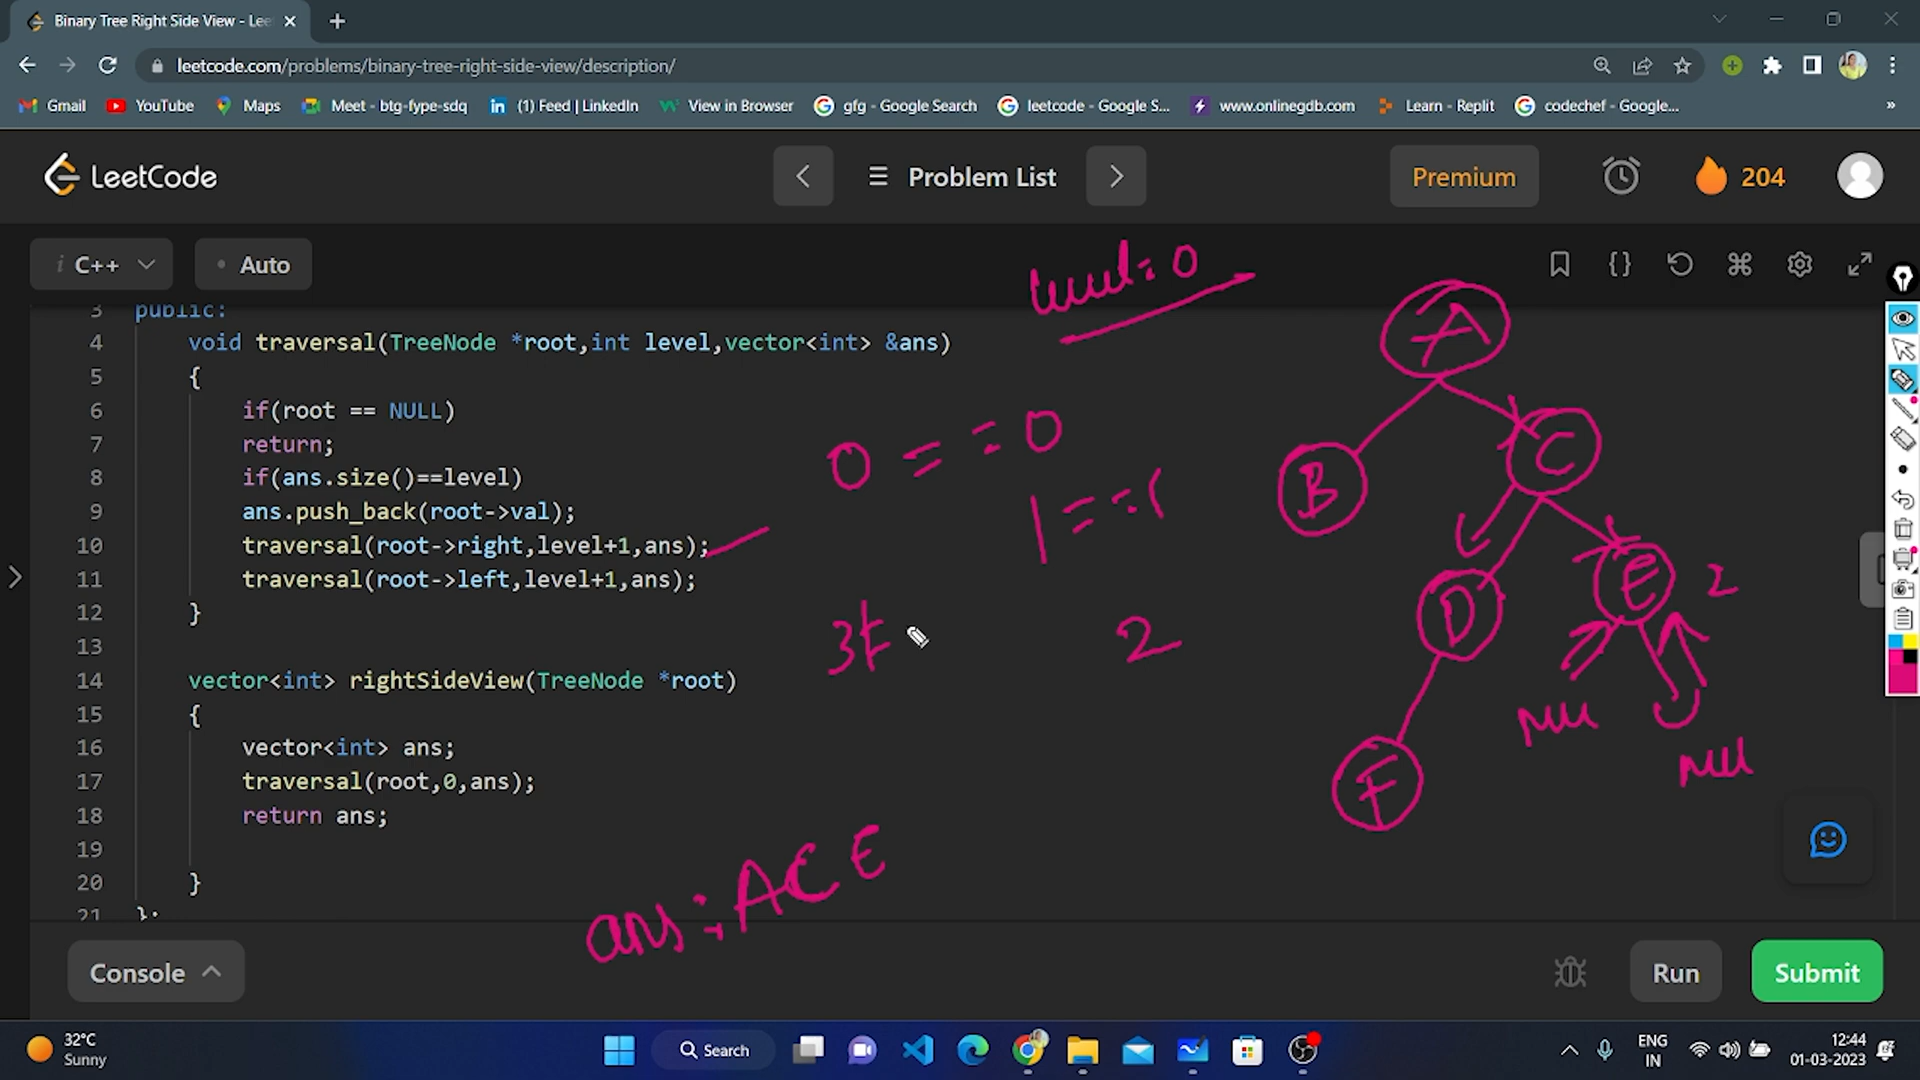 Binary Tree Right Side View - Lee
leetcode.com/problems/binary-tree-right-side-view/description/
Gmail YouTube Maps Meet - btg-fype-sdq (1) Feed | LinkedIn View in Browser gfg - Google Search leetcode - Google S... www.onlinegdb.com Learn - Replit codechef - Google... »
LeetCode Problem List Premium 204
i C++ Auto
level = 0
3 public:
4 void traversal(TreeNode *root,int level,vector<int> &ans)
5 {
6 if(root == NULL)
7 return;
8 if(ans.size()==level)
9 ans.push_back(root->val);
10 traversal(root->right,level+1,ans);
11 traversal(root->left,level+1,ans);
12 }
13
14 vector<int> rightSideView(TreeNode *root)
15 {
16 vector<int> ans;
17 traversal(root,0,ans);
18 return ans;
19
20 }
21 };
A
0 = = 0
C
B
1 = = 1
E 2
D
2
Null
Null
F
ans: A C E
Console Run Submit
32°C
Sunny
Search
ENG
IN
12:44
01-03-2023